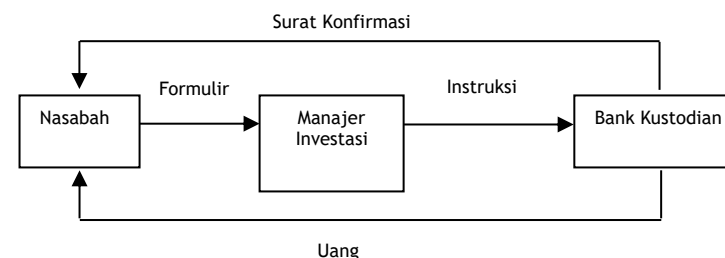 Surat Konfirmasi
Formulir
Instruksi
Nasabah
Manajer
Investasi
Bank Kustodian
Uang